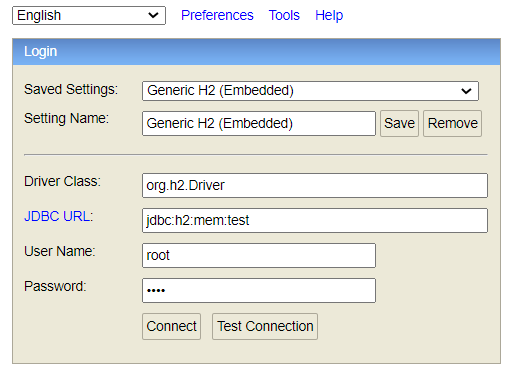 English Preferences Tools Help
Login
Saved Settings: Generic H2 (Embedded)
Setting Name: Generic H2 (Embedded) Save Remove
Driver Class: org.h2.Driver
JDBC URL: jdbc:h2:mem:test
User Name: root
Password: ••••
Connect Test Connection